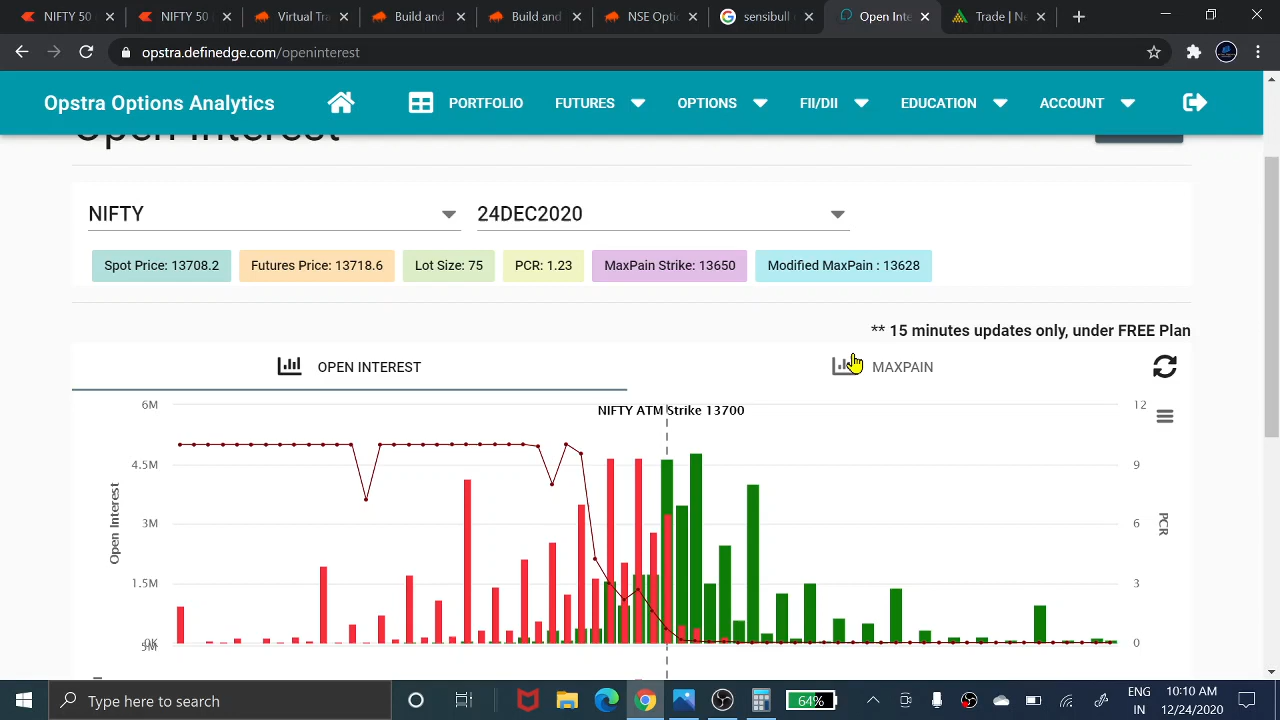 NIFTY 50
NIFTY 50
Virtual Tra
Build and
Build and
NSE Optio
sensibull o
Open Inte
Trade | Ne
opstra.definedge.com/openinterest
Opstra Options Analytics
PORTFOLIO
FUTURES
OPTIONS
FII/DII
EDUCATION
ACCOUNT
Open Interest
NIFTY
24DEC2020
Spot Price: 13708.2
Futures Price: 13718.6
Lot Size: 75
PCR: 1.23
MaxPain Strike: 13650
Modified MaxPain : 13628
** 15 minutes updates only, under FREE Plan
OPEN INTEREST
MAXPAIN
NIFTY ATM Strike 13700
6M
12
4.5M
9
3M
6
1.5M
3
0K
0
Open Interest
PCR
Type here to search
64%
ENG
IN
10:10 AM
12/24/2020